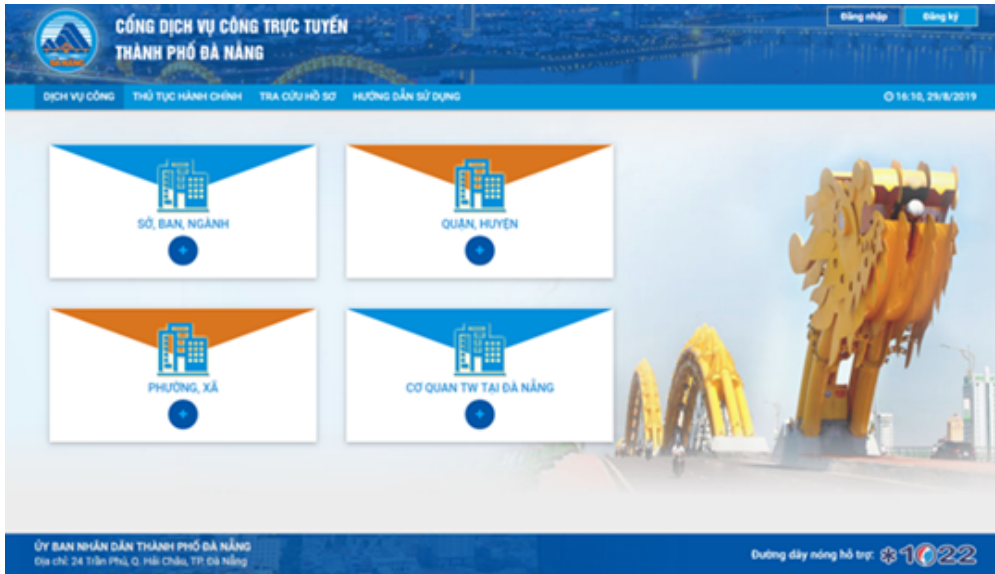 CỔNG DỊCH VỤ CÔNG TRỰC TUYẾN
THÀNH PHỐ ĐÀ NẴNG
Đăng nhập
Đăng ký
ĐÀ NẴNG
DỊCH VỤ CÔNG THỦ TỤC HÀNH CHÍNH TRA CỨU HỒ SƠ HƯỚNG DẪN SỬ DỤNG
16:10, 29/8/2019
SỞ, BAN, NGÀNH
QUẬN, HUYỆN
PHƯỜNG, XÃ
CƠ QUAN TW TẠI ĐÀ NẴNG
ỦY BAN NHÂN DÂN THÀNH PHỐ ĐÀ NẴNG
Địa chỉ: 24 Trần Phú, Q. Hải Châu, TP. Đà Nẵng
Đường dây nóng hỗ trợ: *1022